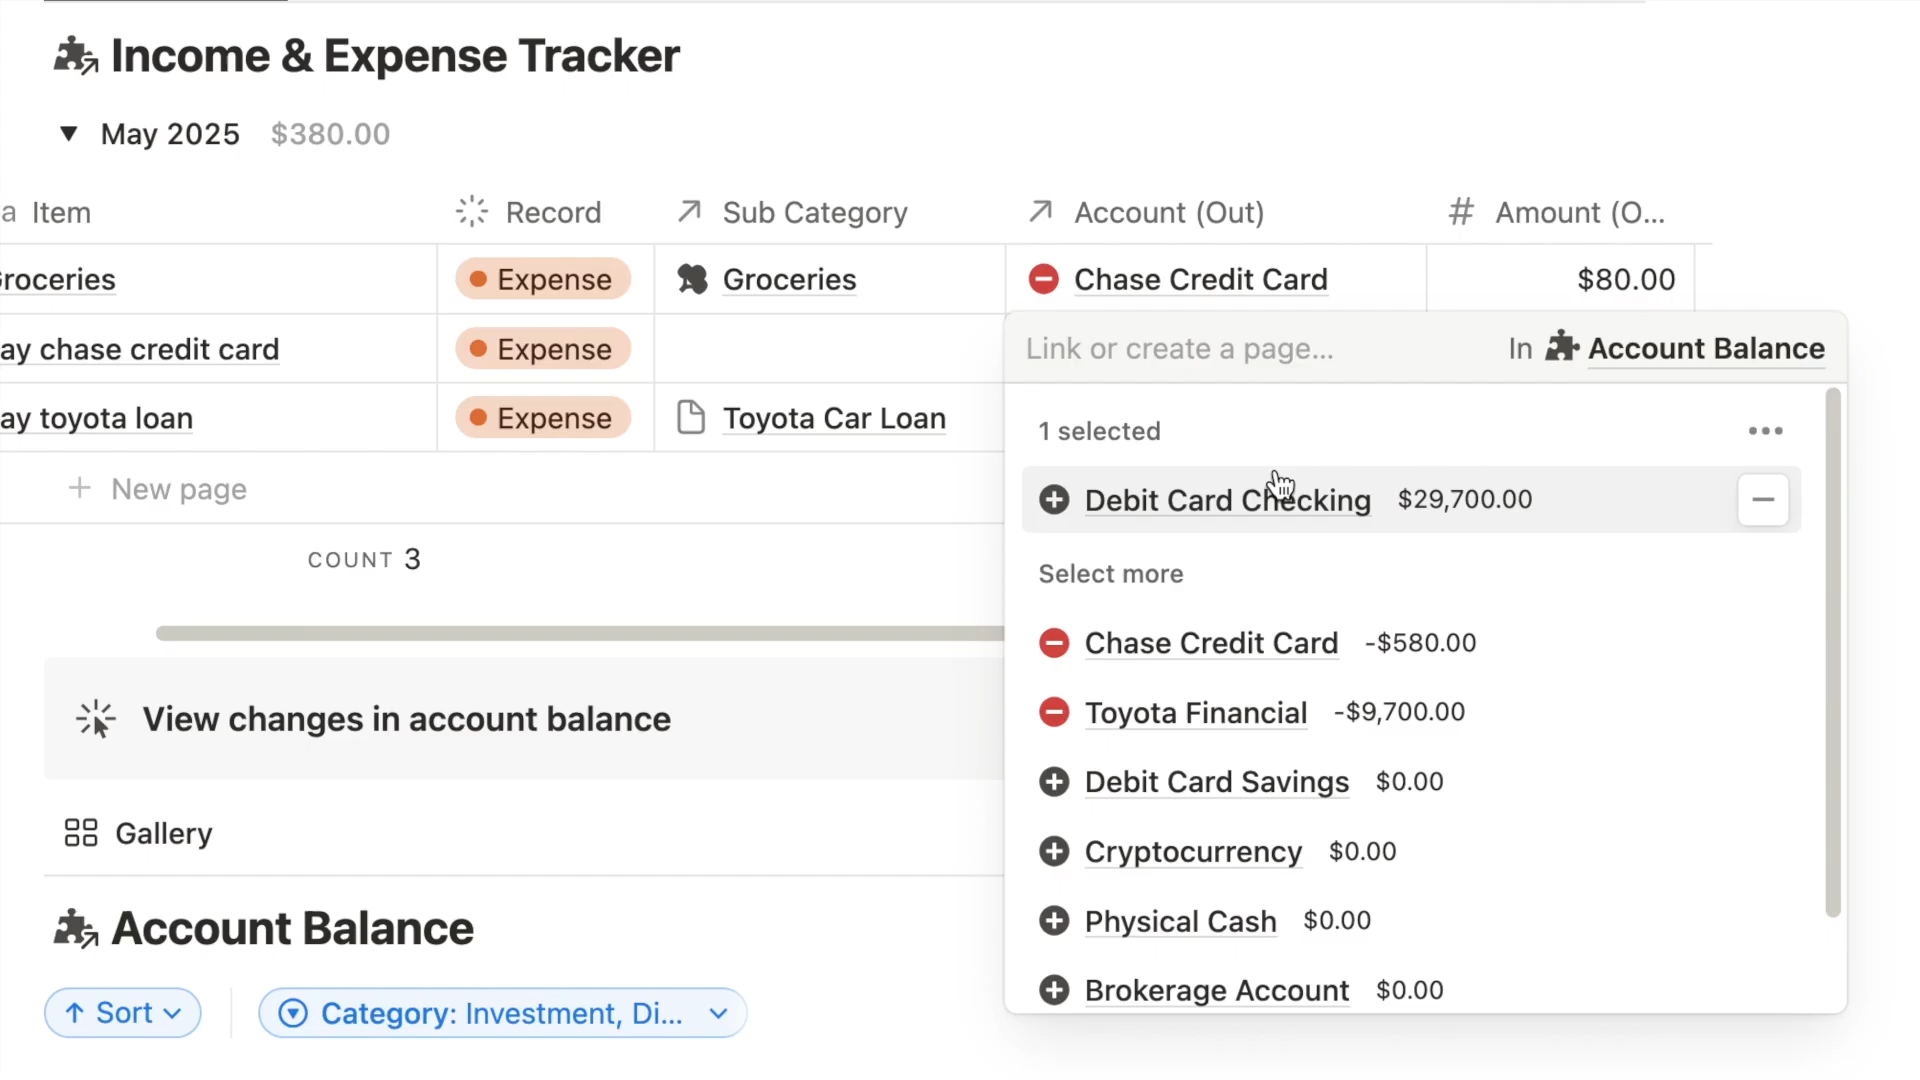 Income & Expense Tracker
May 2025 $380.00
a Item Record Sub Category Account (Out) # Amount (O...
roceries Expense Groceries Chase Credit Card $80.00
ay chase credit card Expense
Link or create a page... In Account Balance
ay toyota loan Expense Toyota Car Loan
1 selected
+ New page
Debit Card Checking $29,700.00
COUNT 3
Select more
Chase Credit Card -$580.00
View changes in account balance
Toyota Financial -$9,700.00
Debit Card Savings $0.00
Gallery
Cryptocurrency $0.00
Account Balance
Physical Cash $0.00
Brokerage Account $0.00
Sort
Category: Investment, Di...